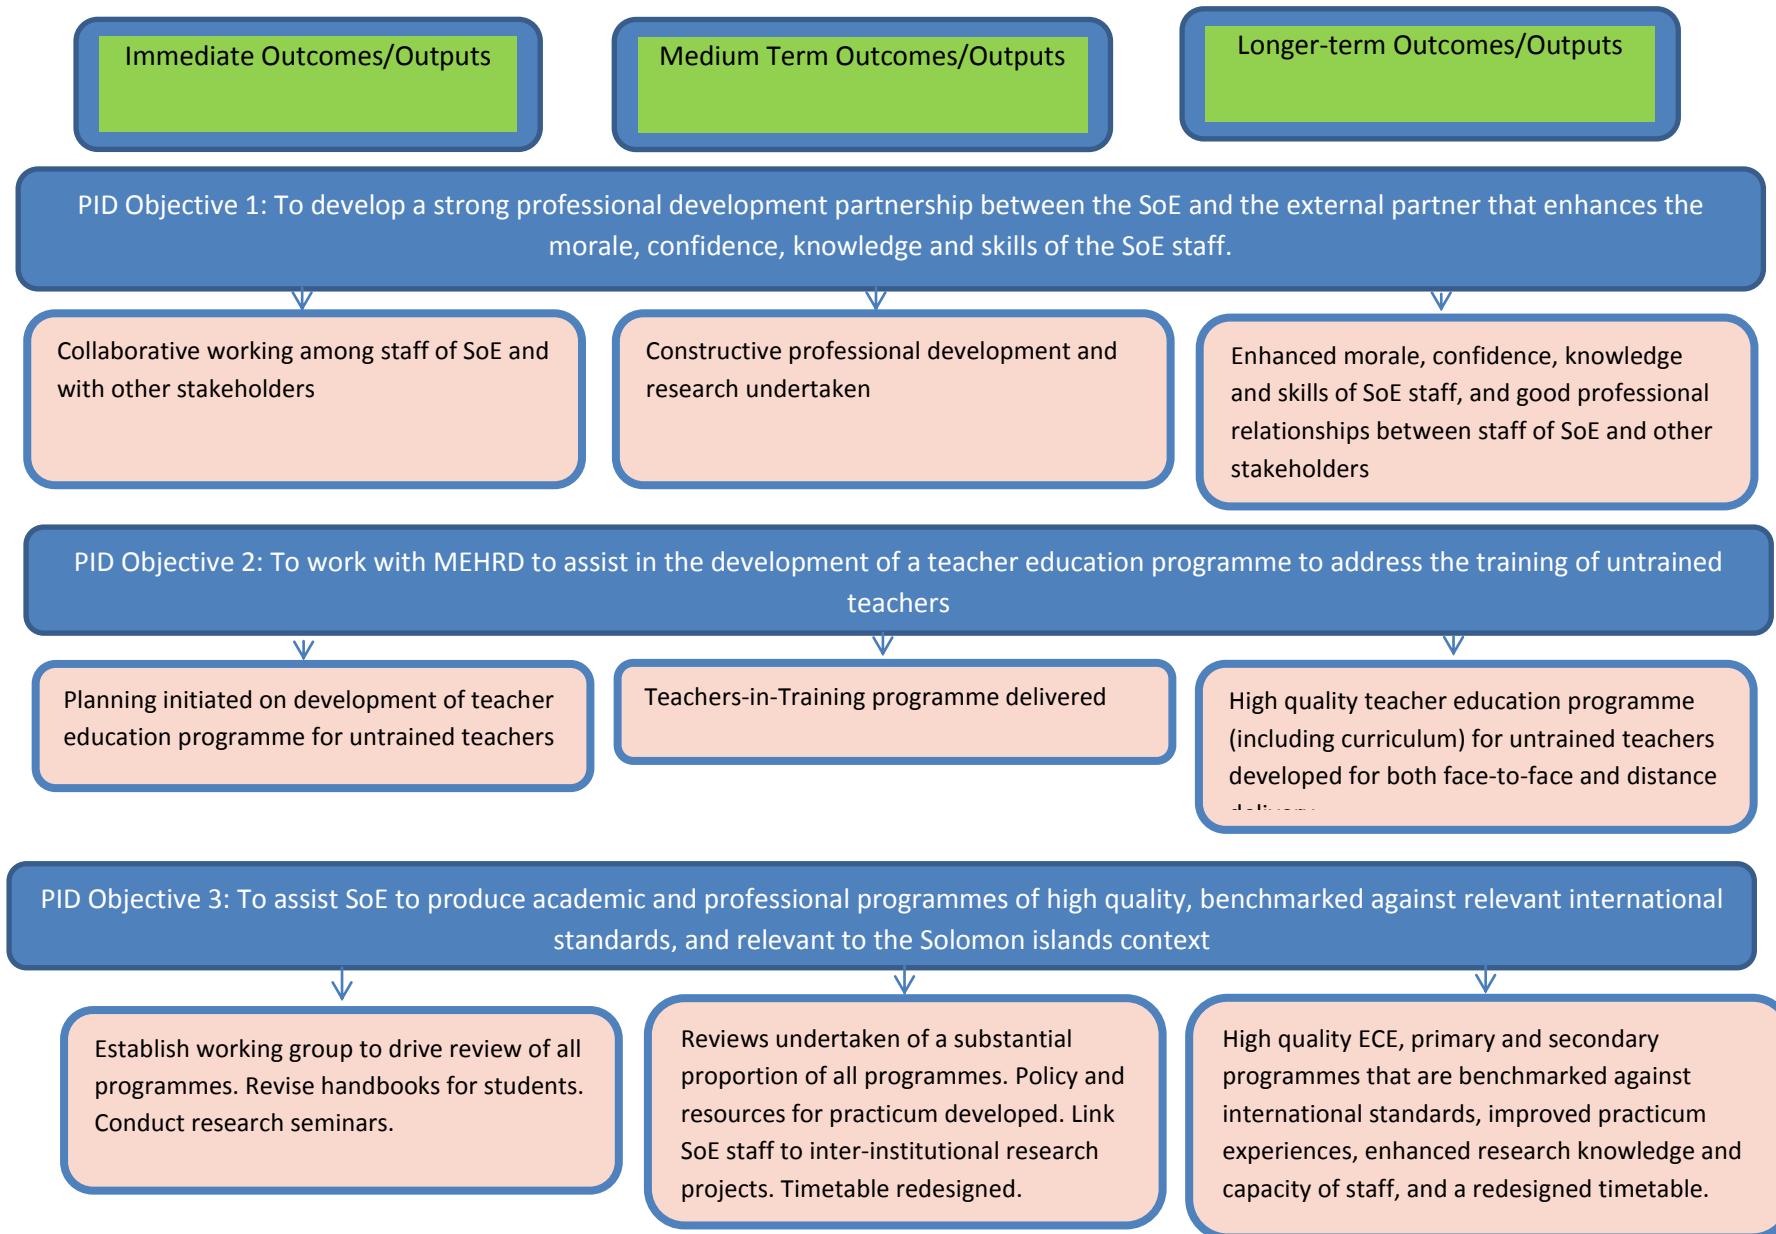 Immediate Outcomes/Outputs
Medium Term Outcomes/Outputs
Longer-term Outcomes/Outputs
PID Objective 1: To develop a strong professional development partnership between the SoE and the external partner that enhances the
morale, confidence, knowledge and skills of the SoE staff.
Collaborative working among staff of SoE and
with other stakeholders
Constructive professional development and
research undertaken
Enhanced morale, confidence, knowledge
and skills of SoE staff, and good professional
relationships between staff of SoE and other
stakeholders
PID Objective 2: To work with MEHRD to assist in the development of a teacher education programme to address the training of untrained
teachers
Planning initiated on development of teacher
education programme for untrained teachers
Teachers-in-Training programme delivered
High quality teacher education programme
(including curriculum) for untrained teachers
developed for both face-to-face and distance
PID Objective 3: To assist SoE to produce academic and professional programmes of high quality, benchmarked against relevant international
standards, and relevant to the Solomon islands context
Establish working group to drive review of all
programmes. Revise handbooks for students.
Conduct research seminars.
Reviews undertaken of a substantial
proportion of all programmes. Policy and
resources for practicum developed. Link
SoE staff to inter-institutional research
projects. Timetable redesigned.
High quality ECE, primary and secondary
programmes that are benchmarked against
international standards, improved practicum
experiences, enhanced research knowledge and
capacity of staff, and a redesigned timetable.